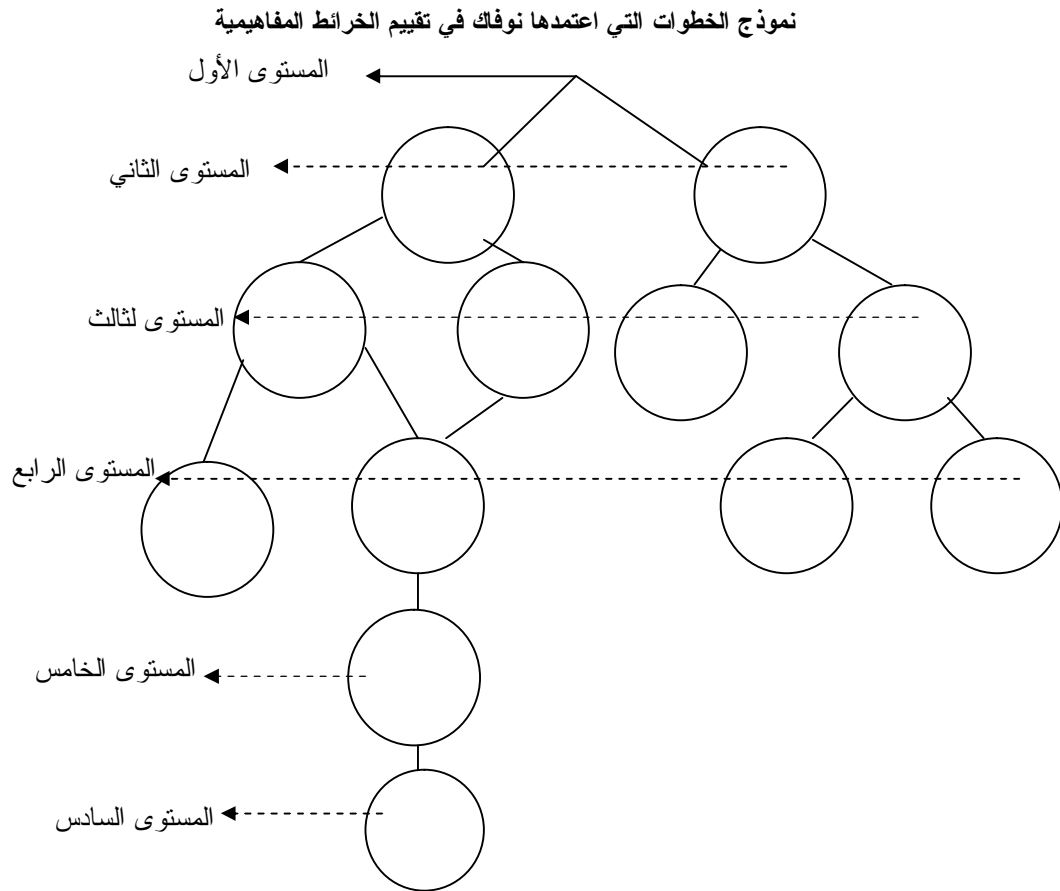 نموذج الخطوات التي اعتمدها نوفاك في تقييم الخرائط المفاهيمية
المستوى الأول
المستوى الثاني
المستوى لثالث
المستوى الرابع
المستوى الخامس
المستوى السادس